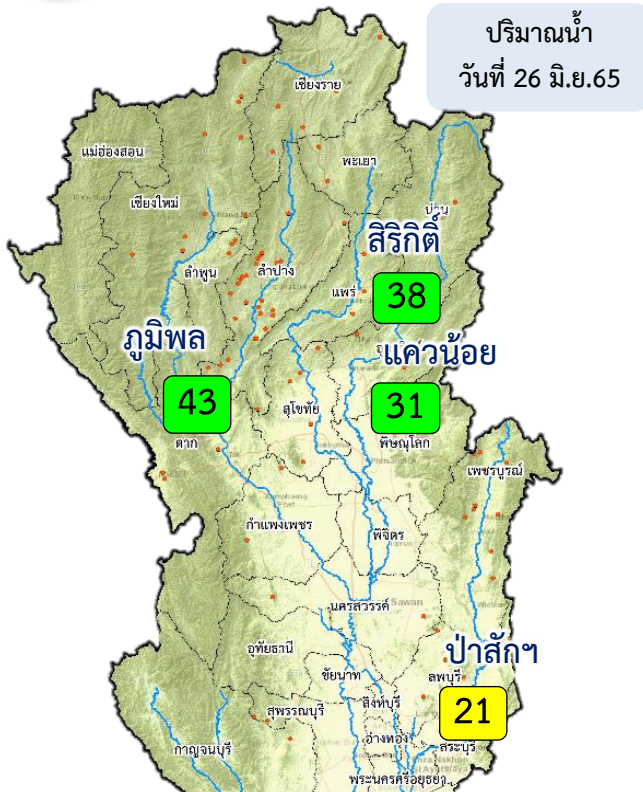 ปริมาณน้ำ
วันที่ 26 มิ.ย.65
เชียงราย
แม่ฮ่องสอน
พะเยา
เชียงใหม่
น่าน
สิริกิติ์
ลำพูน
ลำปาง
แพร่
38
ภูมิพล
แควน้อย
43
สุโขทัย
31
ตาก
พิษณุโลก
เพชรบูรณ์
กำแพงเพชร
พิจิตร
นครสวรรค์
Sawan
อุทัยธานี
ป่าสักฯ
ชัยนาท
ลพบุรี
สุพรรณบุรี
สิงห์บุรี
21
อ่างทอง
กาญจนบุรี
สระบุรี
พระนครศรีอยุธยา